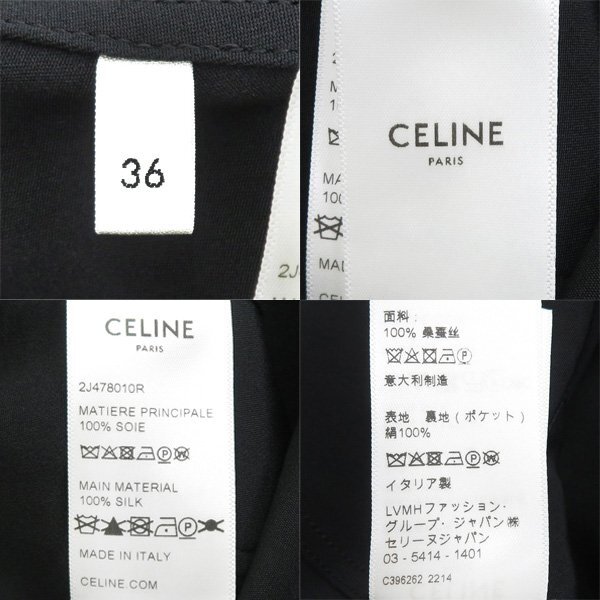 36
2J
CELINE
PARIS
MA
100
MAD
CELIN
CELINE
PARIS
2J478010R
MATIERE PRINCIPALE
100% SOIE
MAIN MATERIAL
100% SILK
MADE IN ITALY
CELINE.COM
面料:
100% 桑蚕丝
意大利制造
表地 裏地(ポケット)
絹100%
イタリア製
LVMHファッション・
グループ・ジャパン㈱
セリーヌジャパン
03-5414-1401
C396262 2214